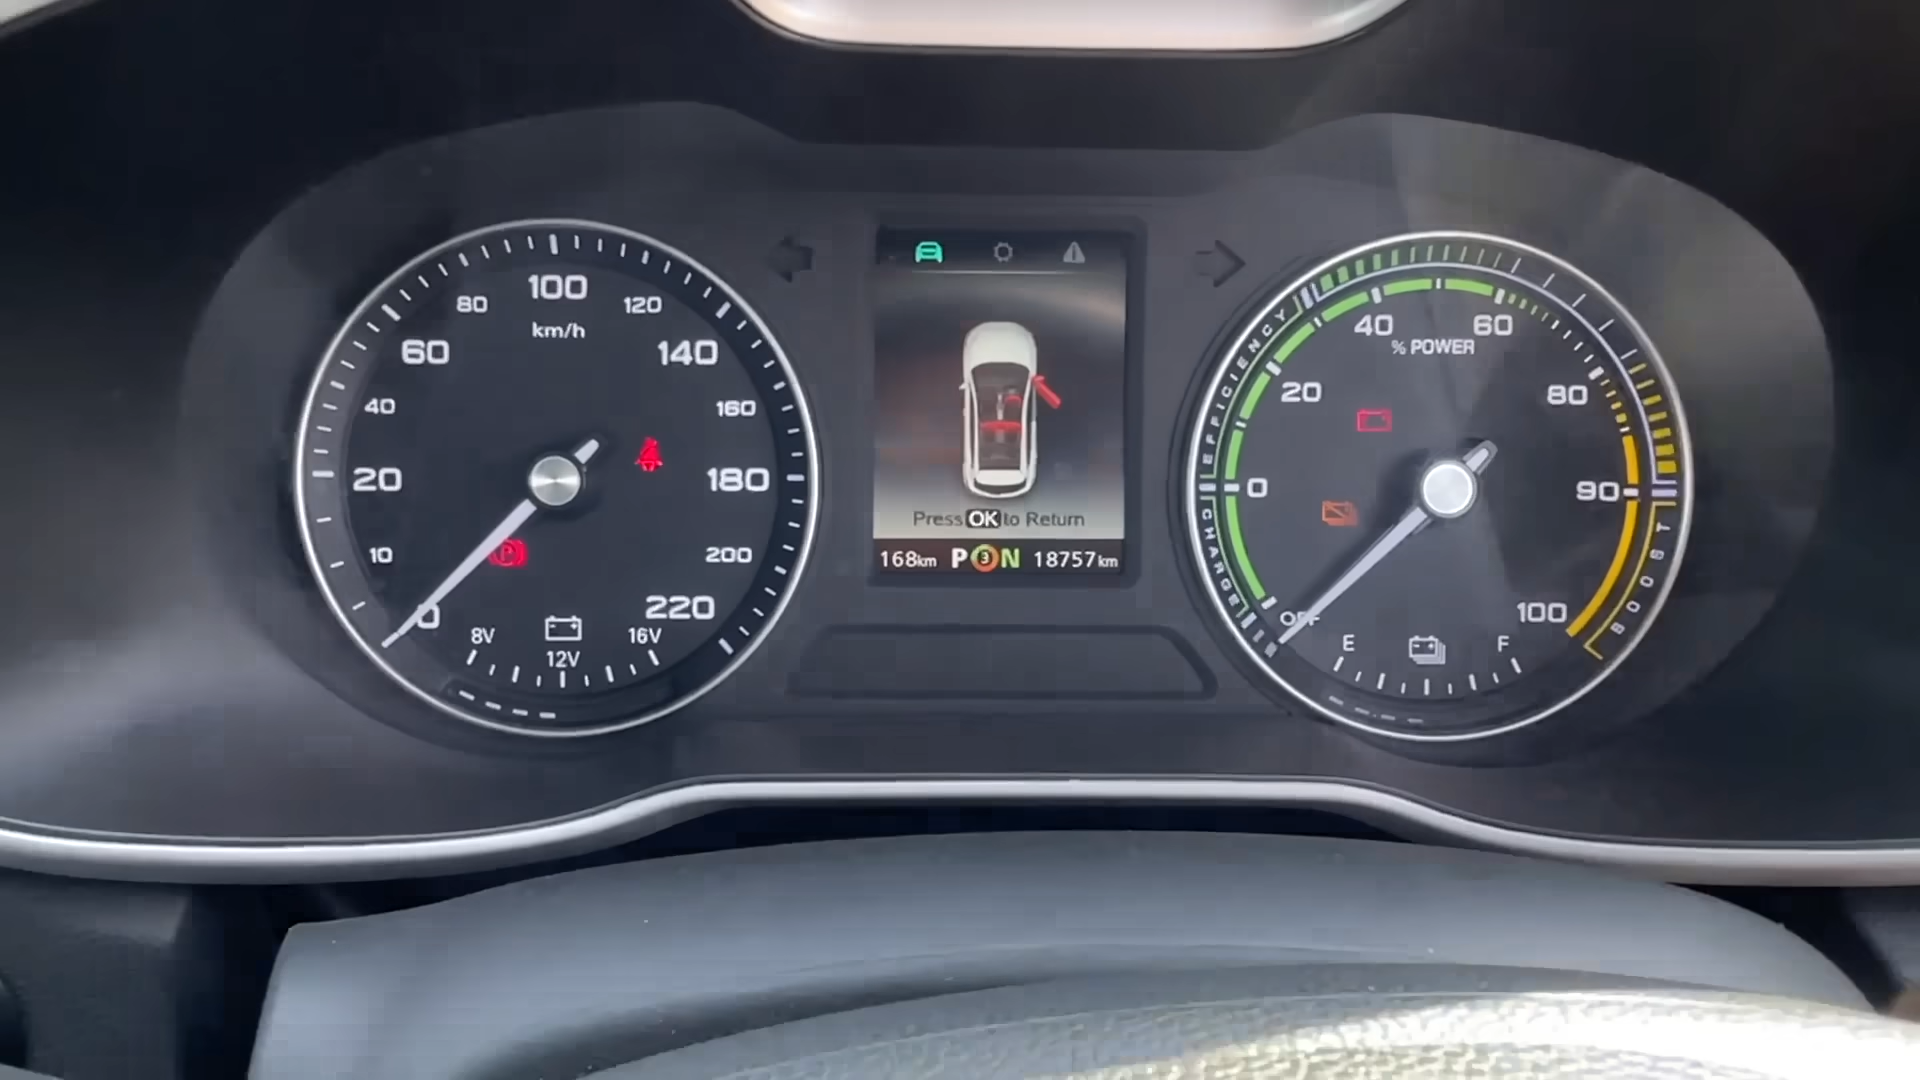 100
80
120
km/h
60
140
40
160
20
180
10
200
0
220
8V
16V
12V
Press OK to Return
168km P 3 N 18757km
EFFICIENCY
40
60
% POWER
20
80
0
90
CHARGE
BOOST
OFF
100
E
F